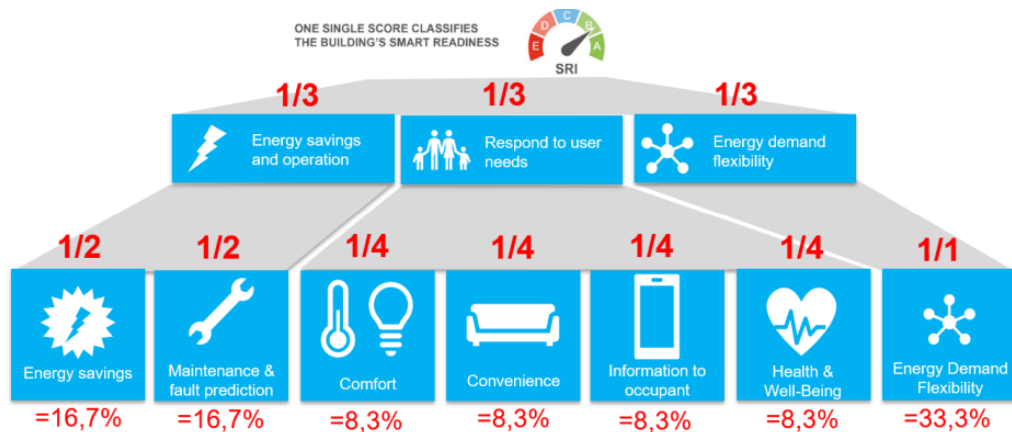 ONE SINGLE SCORE CLASSIFIES
THE BUILDING'S SMART READINESS
E
D
C
B
A
SRI
1/3
1/3
1/3
Energy savings
and operation
Respond to user
needs
Energy demand
flexibility
1/2
1/2
1/4
1/4
1/4
1/4
1/1
Energy savings
Maintenance &
fault prediction
Comfort
Convenience
Information to
occupant
Health &
Well-Being
Energy Demand
Flexibility
=16,7%
=16,7%
=8,3%
=8,3%
=8,3%
=8,3%
=33,3%